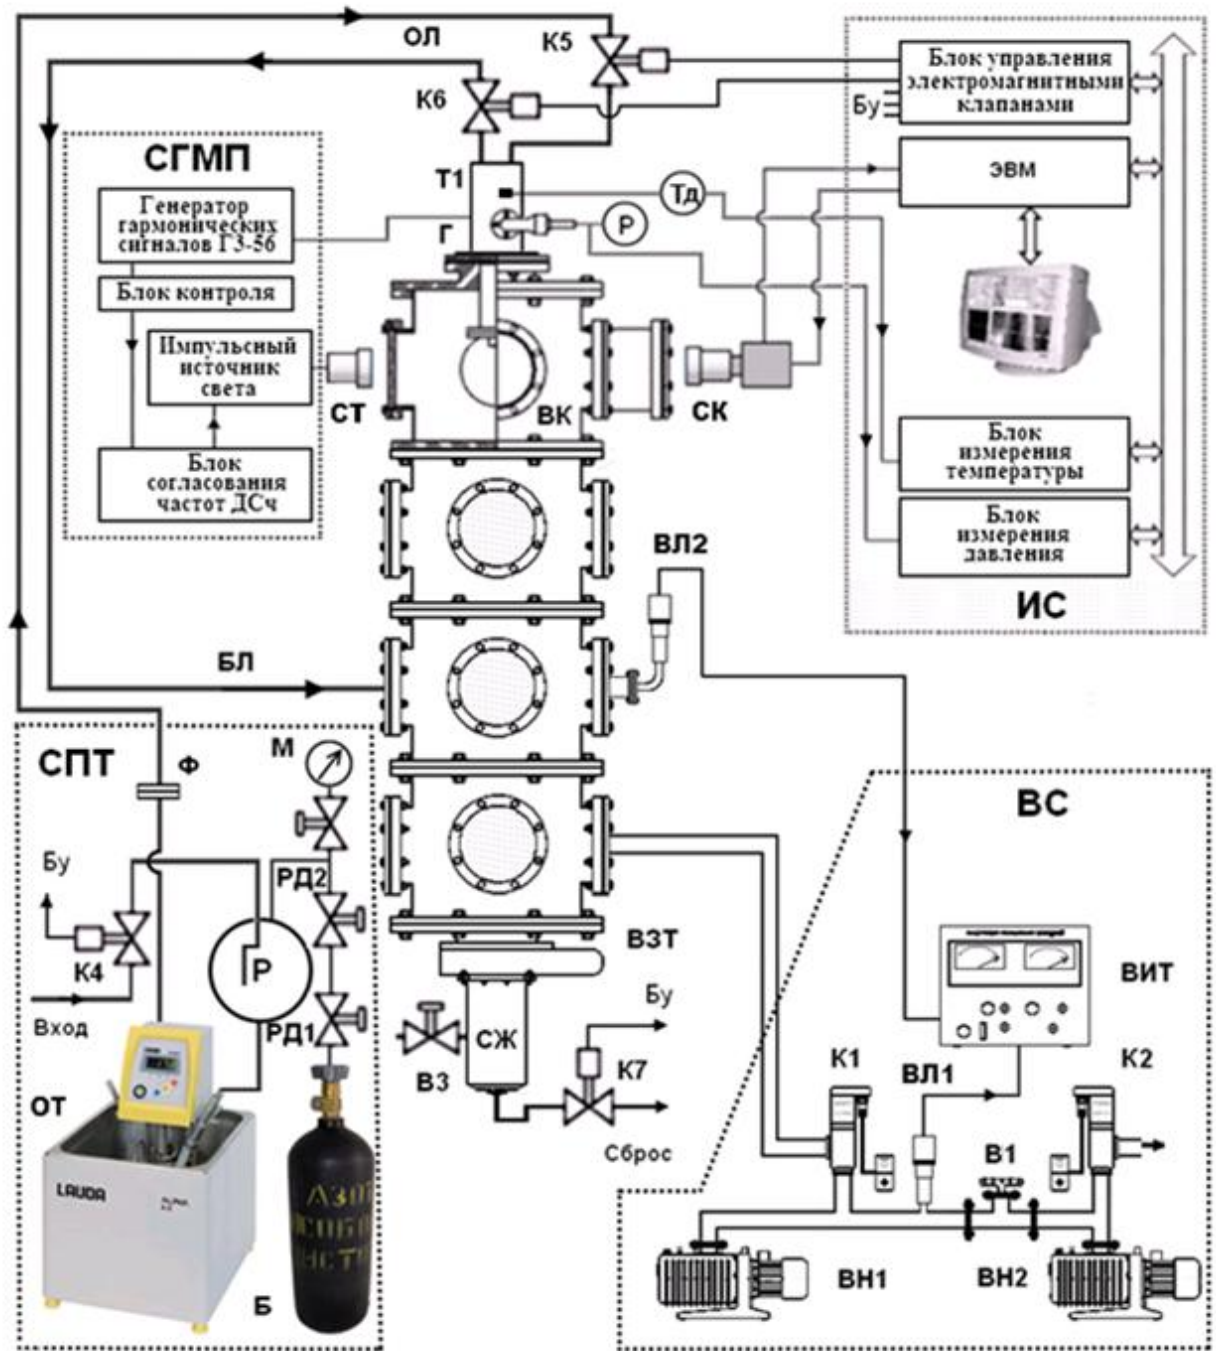 ОЛ
К5
К6
Блок управления
электромагнитными
клапанами
Бу
СГМП
Генератор
гармонических
сигналов Г3-56
Блок контроля
Импульсный
источник
света
Блок
согласования
частот ДСч
Т1
Г
Тд
Р
ЭВМ
СТ
ВК
СК
Блок
измерения
температуры
Блок
измерения
давления
ИС
ВЛ2
БЛ
СПТ
Ф
М
Бу
РД2
К4
Р
Вход
РД1
ОТ
LAUDA
Б
АЗОТ
ВЗТ
Бу
СЖ
В3
К7
Сброс
ВС
ВИТ
К1
ВЛ1
К2
В1
ВН1
ВН2